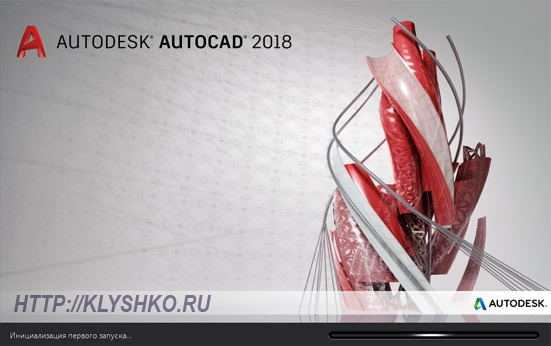 AUTODESK® AUTOCAD® 2018
HTTP://KLYSHKO.RU
AUTODESK.
Инициализация первого запуска...